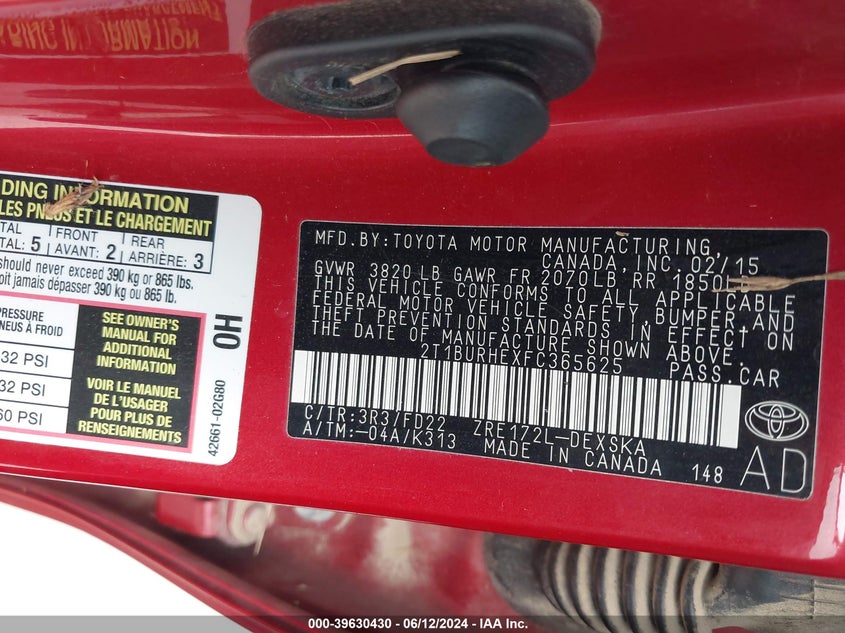 DING INFORMATION
LES PNEUS ET LE CHARGEMENT
TAL FRONT REAR
TAL: 5 AVANT: 2 ARRIÈRE: 3
should never exceed 390 kg or 865 lbs.
oit jamais dépasser 390 kg ou 865 lb.
PRESSURE
NEUS À FROID
32 PSI
32 PSI
60 PSI
SEE OWNER'S
MANUAL FOR
ADDITIONAL
INFORMATION
VOIR LE MANUEL
DE L'USAGER
POUR PLUS DE
RENSEIGNEMENTS
OH
42661-02G80
MFD.BY:TOYOTA MOTOR MANUFACTURING,
CANADA, INC. 02/15
GVWR 3820 LB GAWR FR 2070LB RR 1850LB
THIS VEHICLE CONFORMS TO ALL APPLICABLE
FEDERAL MOTOR VEHICLE SAFETY, BUMPER, AND
THEFT PREVENTION STANDARDS IN EFFECT ON
THE DATE OF MANUFACTURE SHOWN ABOVE.
2T1BURHEXFC365625 PASS.CAR
C/TR:3R3/FD22 ZRE172L-DEXSKA
A/TM:-04A/K313 MADE IN CANADA 148
TOYOTA
AD
000-39630430 - 06/12/2024 - IAA Inc.